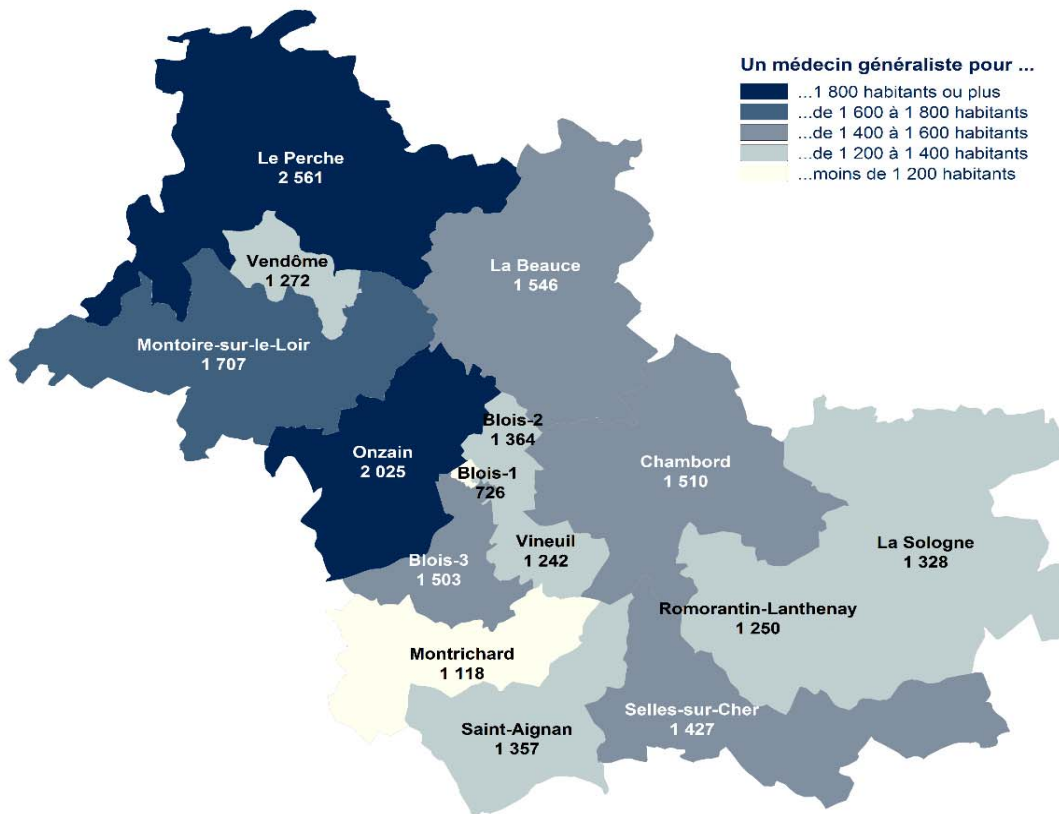 Un médecin généraliste pour ...
...1 800 habitants ou plus
...de 1 600 à 1 800 habitants
...de 1 400 à 1 600 habitants
...de 1 200 à 1 400 habitants
...moins de 1 200 habitants
Le Perche
2 561
Vendôme
1 272
La Beauce
1 546
Montoire-sur-le-Loir
1 707
Blois-2
1 364
Onzain
2 025
Blois-1
726
Chambord
1 510
Vineuil
1 242
La Sologne
1 328
Blois-3
1 503
Romorantin-Lanthenay
1 250
Montrichard
1 118
Selles-sur-Cher
1 427
Saint-Aignan
1 357